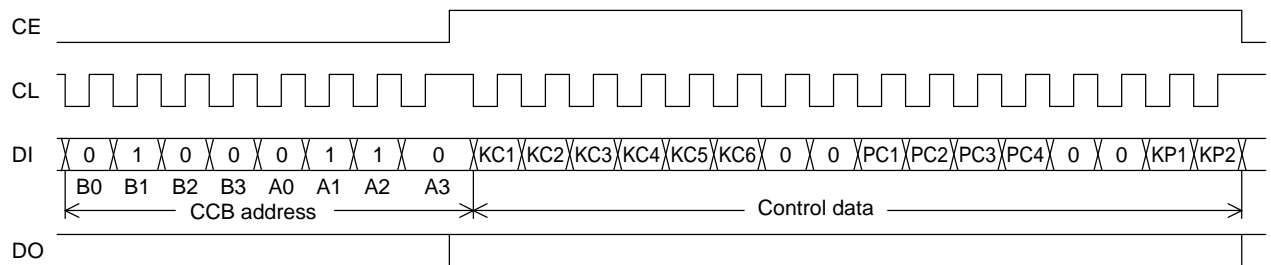 CE
CL
DI 0 1 0 0 0 1 1 0 KC1 KC2 KC3 KC4 KC5 KC6 0 0 PC1 PC2 PC3 PC4 0 0 KP1 KP2
B0 B1 B2 B3 A0 A1 A2 A3
CCB address Control data
DO